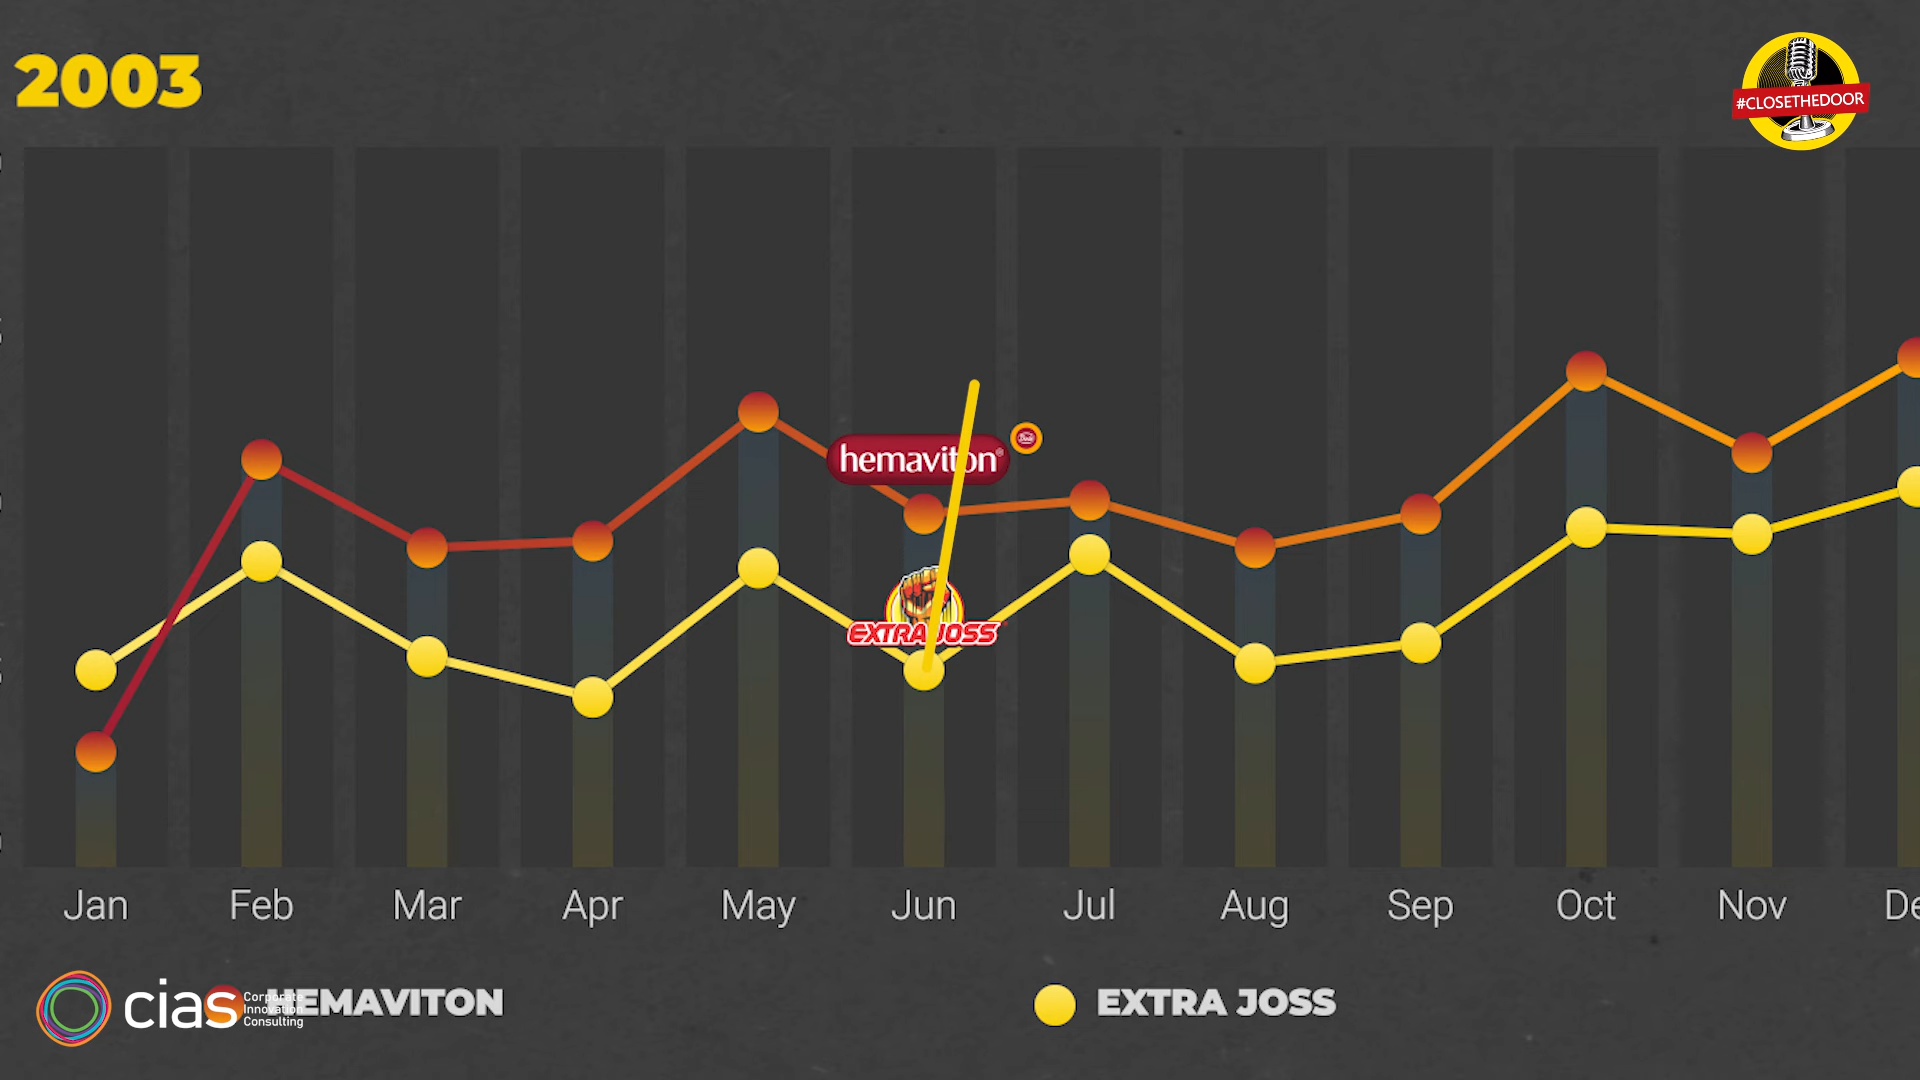 2003
#CLOSETHEDOOR
hemaviton®
EXTRA JOSS
Jan Feb Mar Apr May Jun Jul Aug Sep Oct Nov
cias Corporate Innovation Consulting
HEMAVITON
EXTRA JOSS